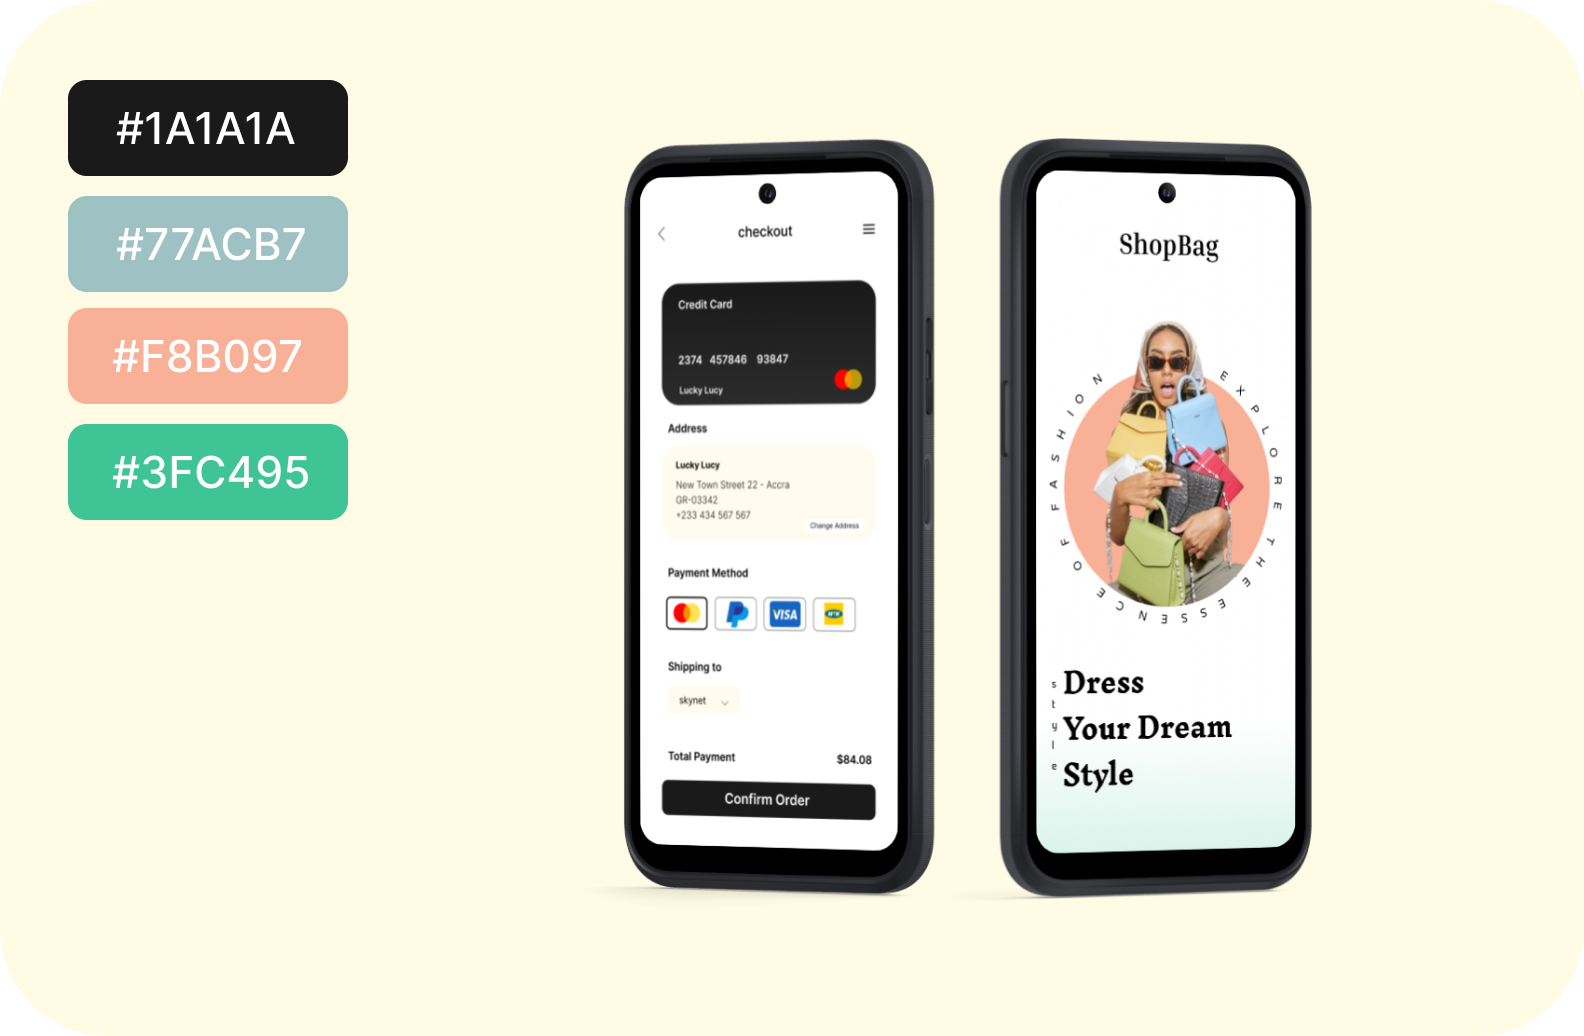 #1A1A1A
#77ACB7
#F8B097
#3FC495
checkout
Credit Card
2374 457846 93847
Lucky Lucy
Address
Lucky Lucy
New Town Street 22 - Accra
GR-03342
+233 434 567 567
Change Address
Payment Method
VISA
Shipping to
skynet
Total Payment
$84.08
Confirm Order
ShopBag
EXPLORE THE ESSENCE OF FASHION
style
Dress
Your Dream
Style